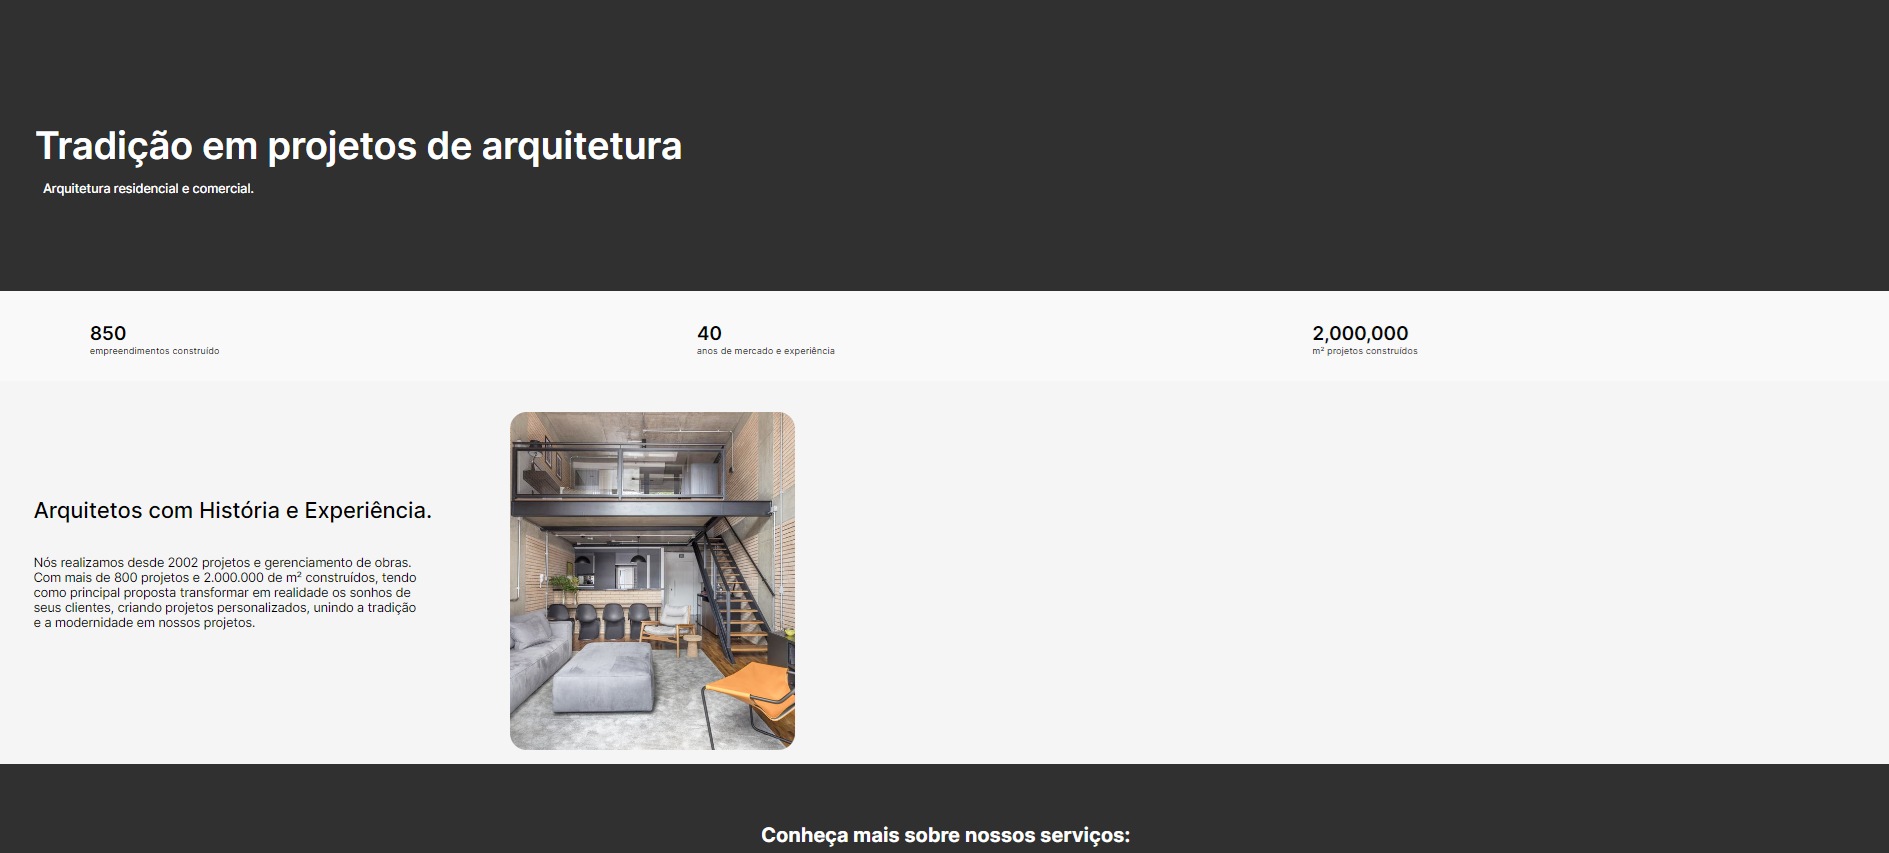 Tradição em projetos de arquitetura
Arquitetura residencial e comercial.
850
empreendimentos construído
40
anos de mercado e experiência
2,000,000
m² projetos construídos
Arquitetos com História e Experiência.
Nós realizamos desde 2002 projetos e gerenciamento de obras.
Com mais de 800 projetos e 2.000.000 de m² construídos, tendo
como principal proposta transformar em realidade os sonhos de
seus clientes, criando projetos personalizados, unindo a tradição
e a modernidade em nossos projetos.
Conheça mais sobre nossos serviços: